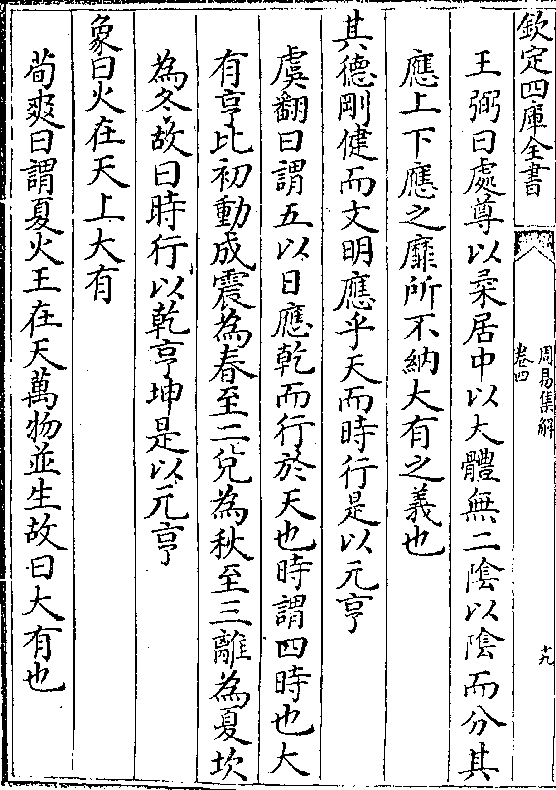 欽定四庫全書
周易集解
卷四
十九
王弼曰處尊以柔居中以大體無二陰以陰而分其
應上下應之靡所不納大有之義也
其德剛健而文明應乎天而時行是以元亨
虞翻曰謂五以日應乾而行於天也時謂四時也大
有亨比初動成震為春至二兌為秋至三離為夏坎
為冬故曰時行以乾亨坤是以元亨
象曰火在天上大有
荀爽曰謂夏火王在天萬物並生故曰大有也